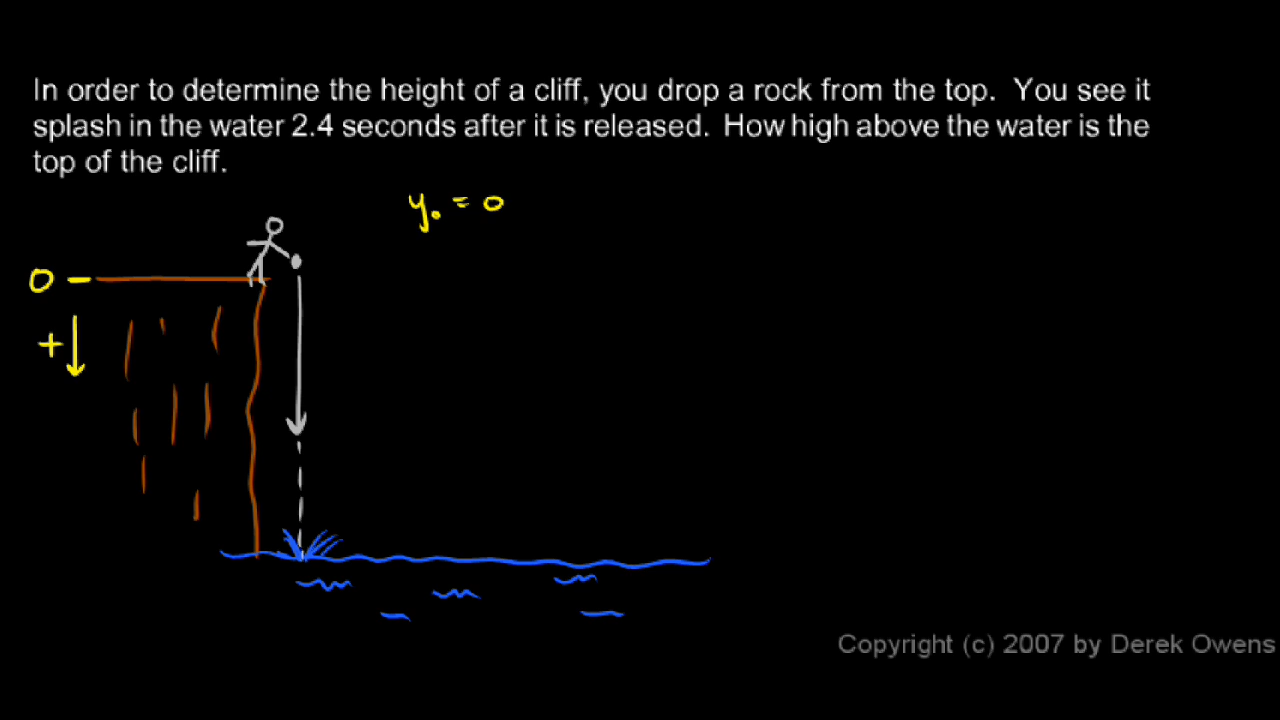 In order to determine the height of a cliff, you drop a rock from the top. You see it
splash in the water 2.4 seconds after it is released. How high above the water is the
top of the cliff.
y₀ = 0
0 -
+
Copyright (c) 2007 by Derek Owens